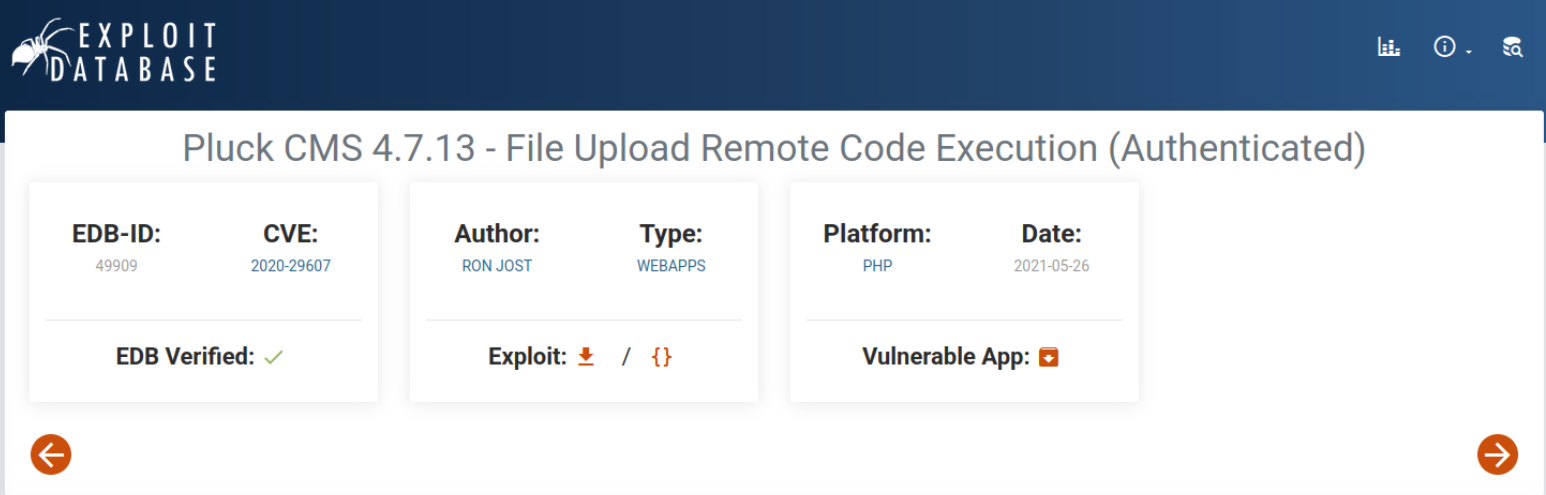 EXPLOIT
DATABASE
Pluck CMS 4.7.13 - File Upload Remote Code Execution (Authenticated)
EDB-ID: CVE:
49909 2020-29607
EDB Verified:
Author: Type:
RON JOST WEBAPPS
Exploit: / {}
Platform: Date:
PHP 2021-05-26
Vulnerable App: